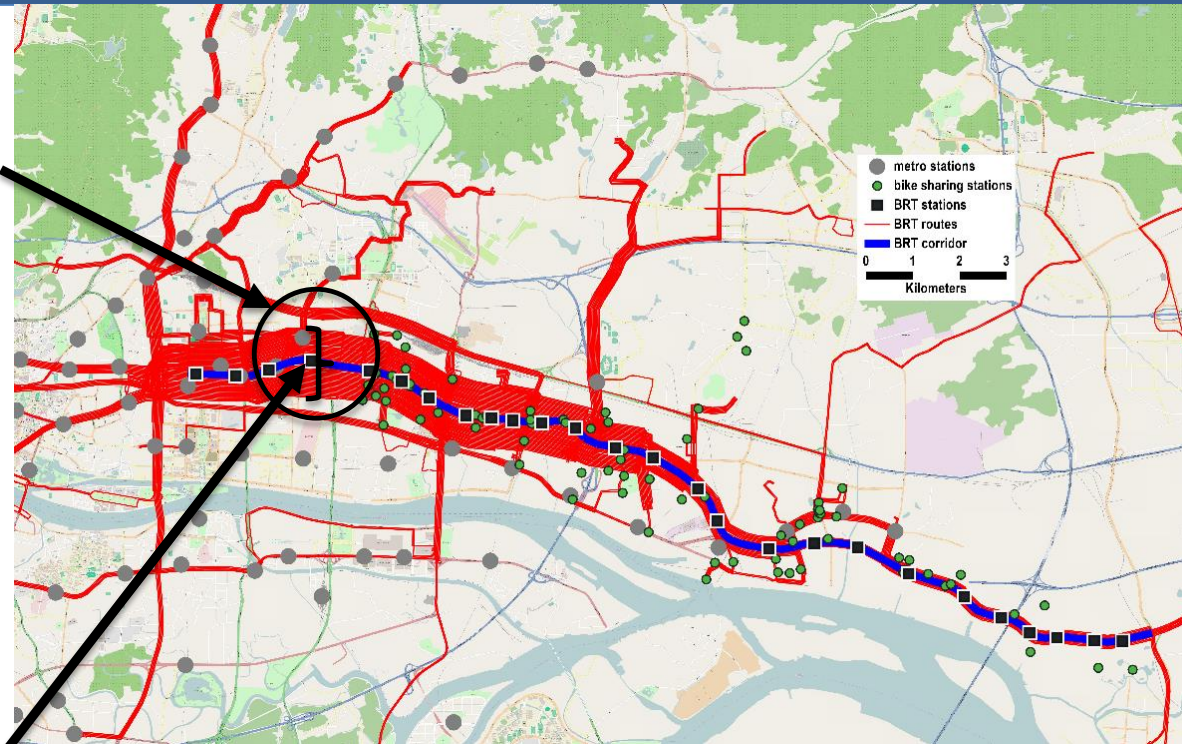 metro stations
bike sharing stations
BRT stations
BRT routes
BRT corridor
0 1 2 3
Kilometers